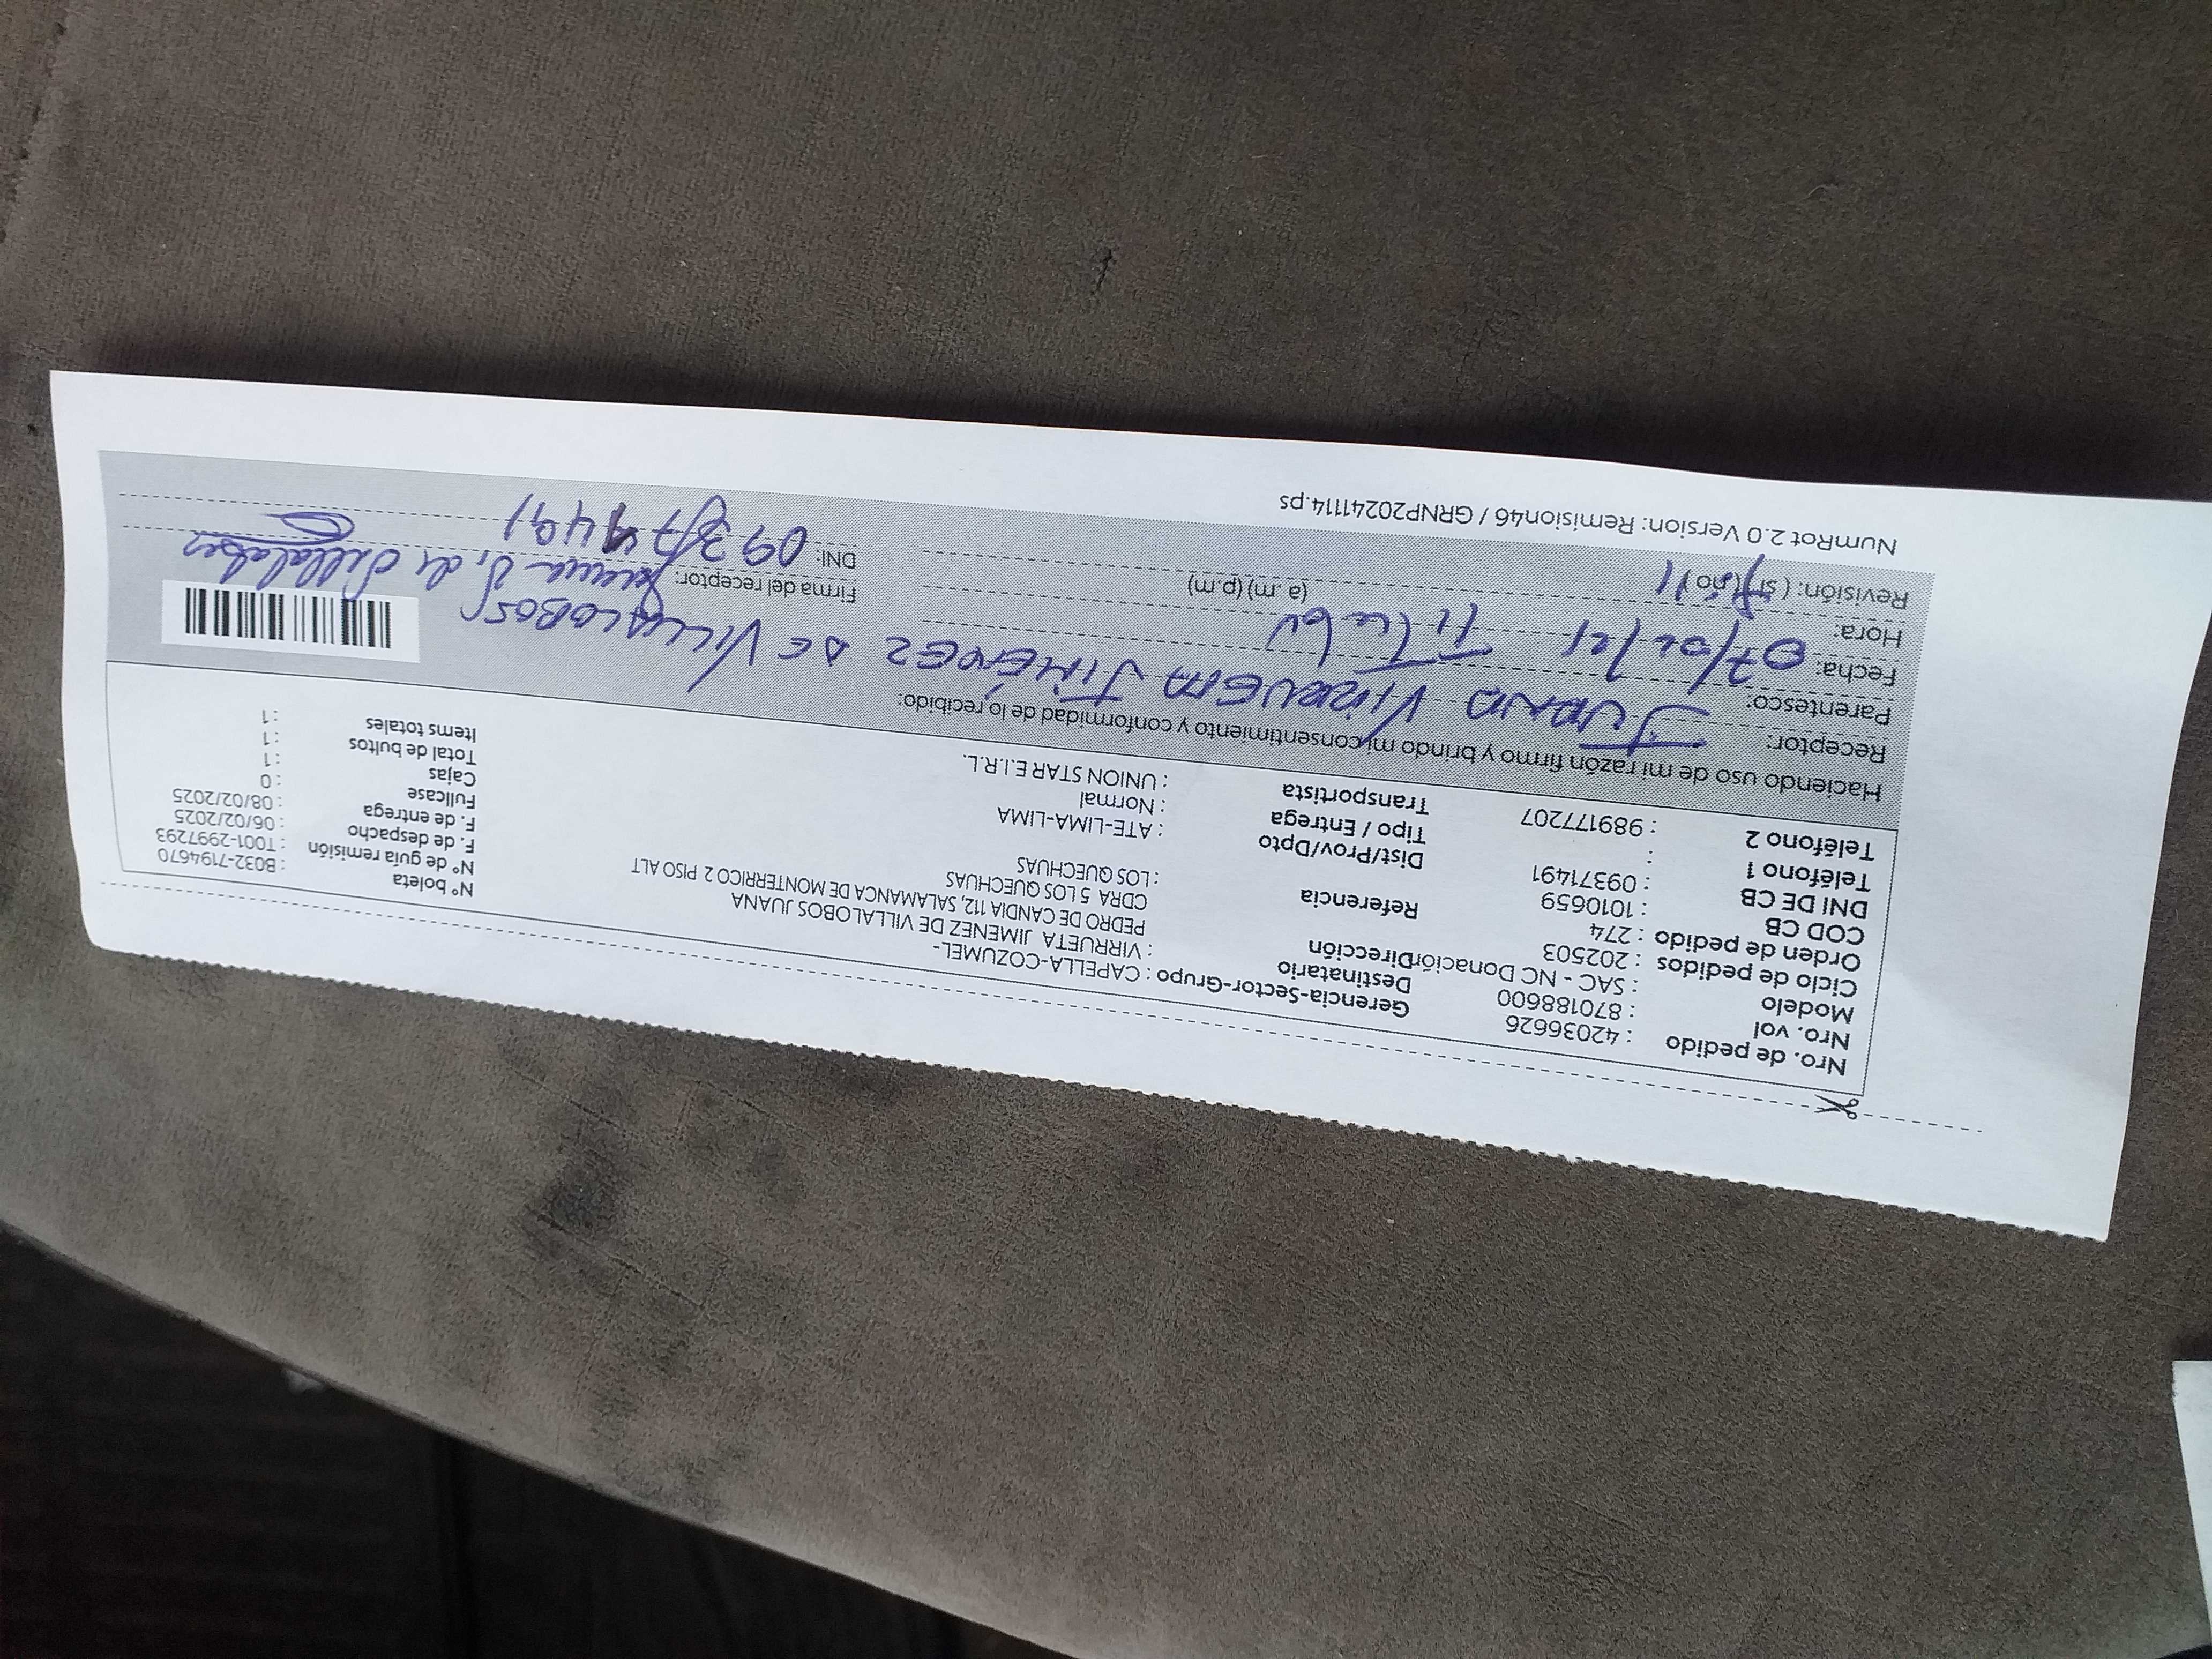 Nro. de pedido : 42036626
Nro. vol : 870188600
Modelo : SAC - NC Donación
Ciclo de pedidos : 202503
Orden de pedido : 274
COD CB : 1010659
DNI DE CB : 09371491
Teléfono 1 :
Teléfono 2 : 989177207
Gerencia-Sector-Grupo : CAPELLA-COZUMEL-
Destinatario : VIRRUETA JIMENEZ DE VILLALOBOS JUANA
Dirección PEDRO DE CANDIA 112, SALAMANCA DE MONTERRICO 2 PISO ALT
CDRA 5 LOS QUECHUAS
Referencia : LOS QUECHUAS
Dist/Prov/Dpto : ATE-LIMA-LIMA
Tipo / Entrega : Normal
Transportista : UNION STAR E.I.R.L.
Nº boleta : B032-7194670
Nº de guía remisión : T001-2997293
F. de despacho : 06/02/2025
F. de entrega : 08/02/2025
Fullcase : 0
Cajas : 1
Total de bultos : 1
Items totales : 1
Haciendo uso de mi razón firmo y brindo mi consentimiento y conformidad de lo recibido:
Receptor: JUANA VIRRUETA JIMÉNEZ DE VILLALOBOS
Parentesco: Titular
Fecha:
Hora: (a.m) (p.m)
Revisión: ( si ) ( no )
Firma del receptor: Juana V. de Villalobos
DNI:
NumRot 2.0 Version: Remision46 / GRNP20241114.ps